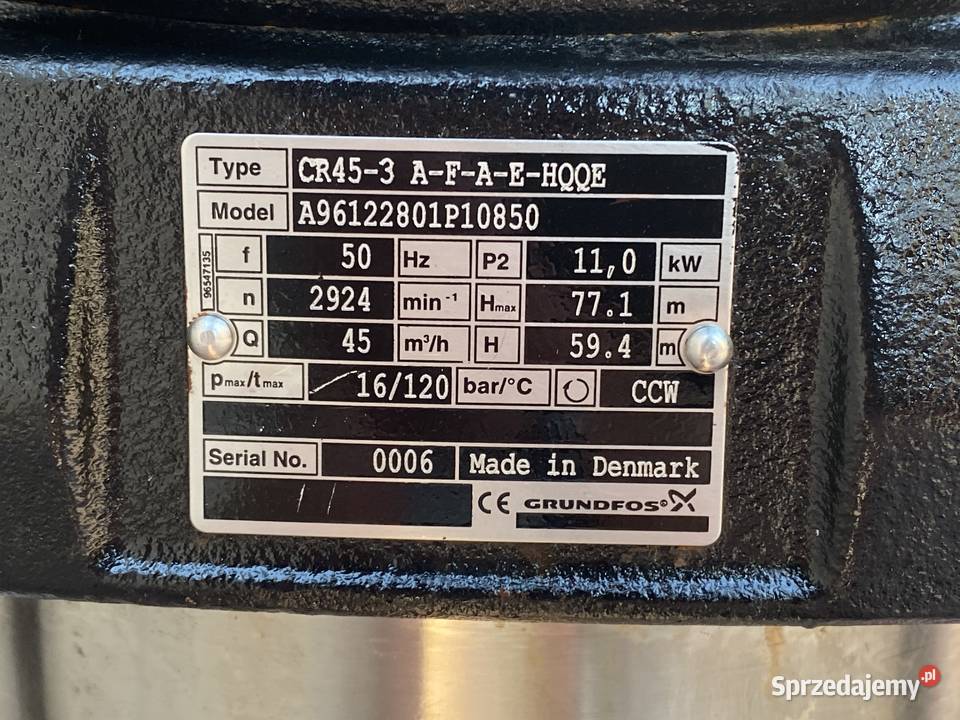 Type CR45-3 A-F-A-E-HQQE
Model A96122801P10850
96547135
f 50 Hz P2 11,0 kW
n 2924 min⁻¹ Hmax 77.1 m
Q 45 m³/h H 59.4 m
pmax/tmax 16/120 bar/°C CCW
Serial No. 0006 Made in Denmark
CE GRUNDFOS®
Sprzedajemy.pl